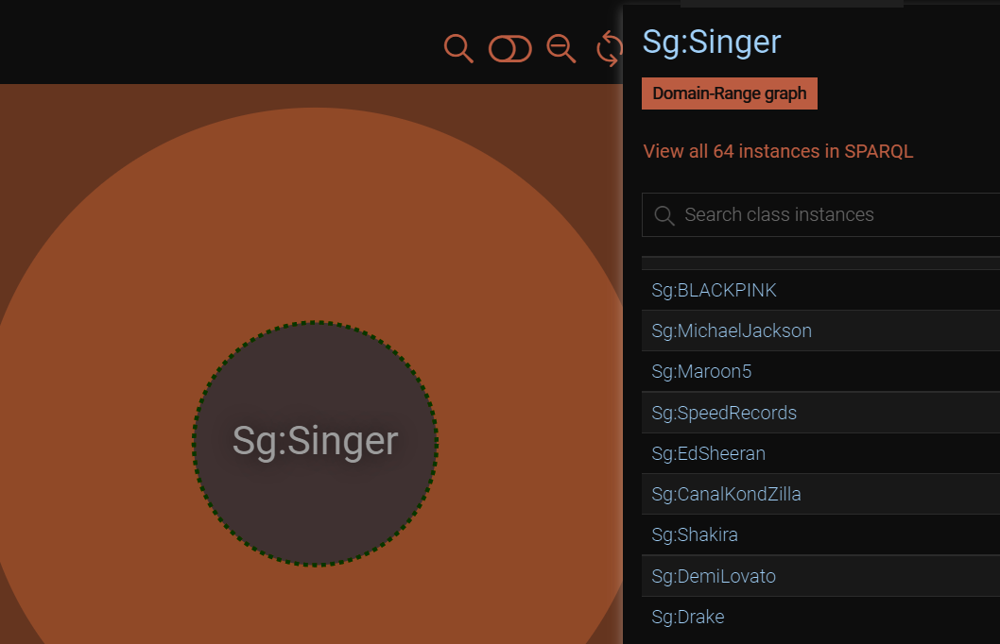 Sg:Singer
Domain-Range graph
View all 64 instances in SPARQL
Search class instances
Sg:BLACKPINK
Sg:MichaelJackson
Sg:Maroon5
Sg:SpeedRecords
Sg:EdSheeran
Sg:CanalKondZilla
Sg:Shakira
Sg:DemiLovato
Sg:Drake
Sg:Singer